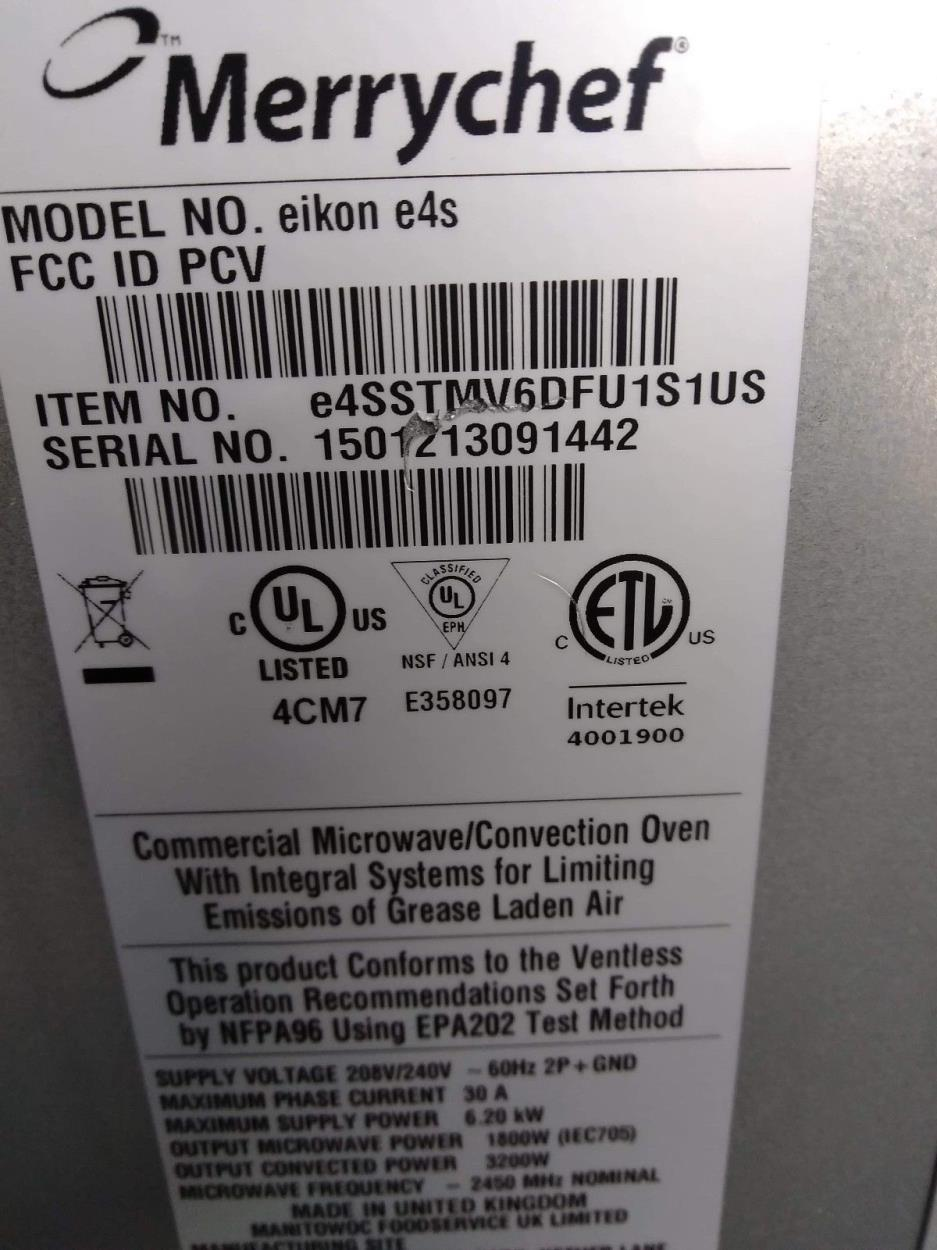 Merrychef®
MODEL NO. eikon e4s
FCC ID PCV
ITEM NO. e4SSTMV6DFU1S1US
SERIAL NO. 1501213091442
C UL US
LISTED
4CM7
CLASSIFIED
UL
EPH
NSF / ANSI 4
E358097
C ETL US
LISTED
Intertek
4001900
Commercial Microwave/Convection Oven
With Integral Systems for Limiting
Emissions of Grease Laden Air
This product Conforms to the Ventless
Operation Recommendations Set Forth
by NFPA96 Using EPA202 Test Method
SUPPLY VOLTAGE 208V/240V ~ 60Hz 2P + GND
MAXIMUM PHASE CURRENT 30 A
MAXIMUM SUPPLY POWER 6.20 kW
OUTPUT MICROWAVE POWER 1800W (IEC705)
OUTPUT CONVECTED POWER 3200W
MICROWAVE FREQUENCY – 2450 MHz NOMINAL
MADE IN UNITED KINGDOM
MANITOWOC FOODSERVICE UK LIMITED
MANUFACTURING SITE